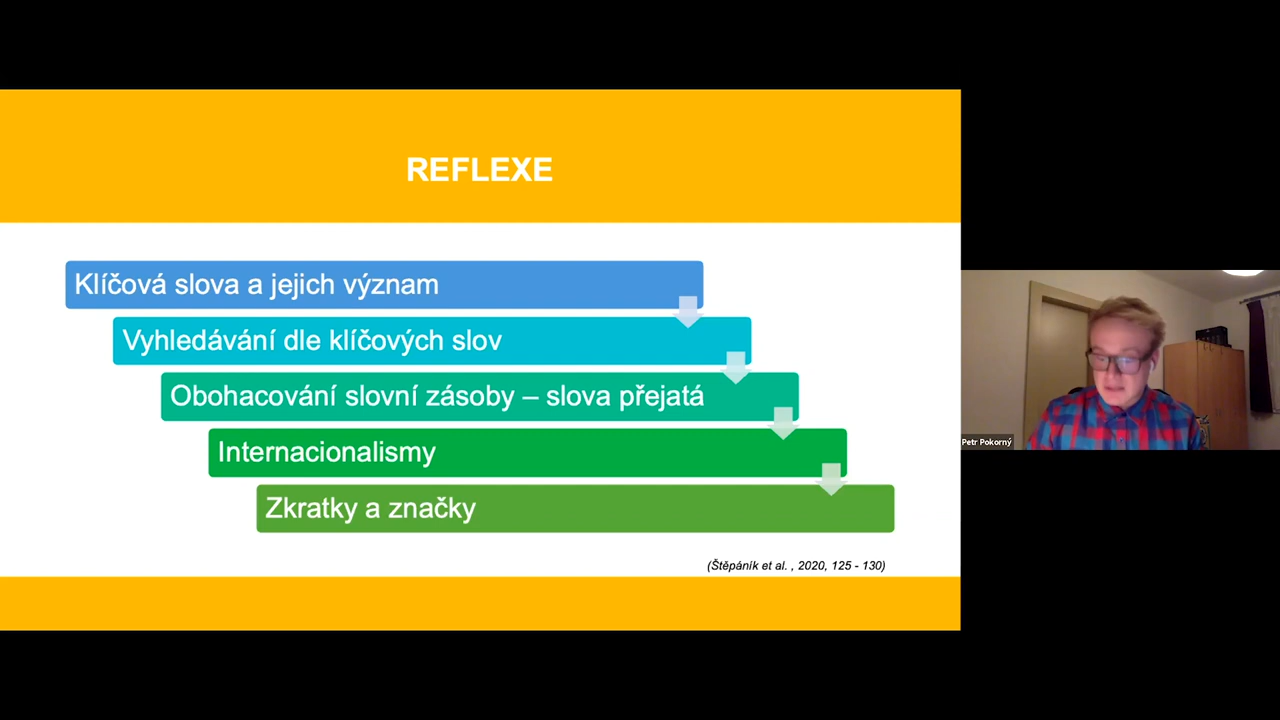 REFLEXE
Klíčová slova a jejich význam
Vyhledávání dle klíčových slov
Obohacování slovní zásoby – slova přejatá
Internacionalismy
Zkratky a značky
(Štěpáník et al. , 2020, 125 - 130)
Petr Pokorný